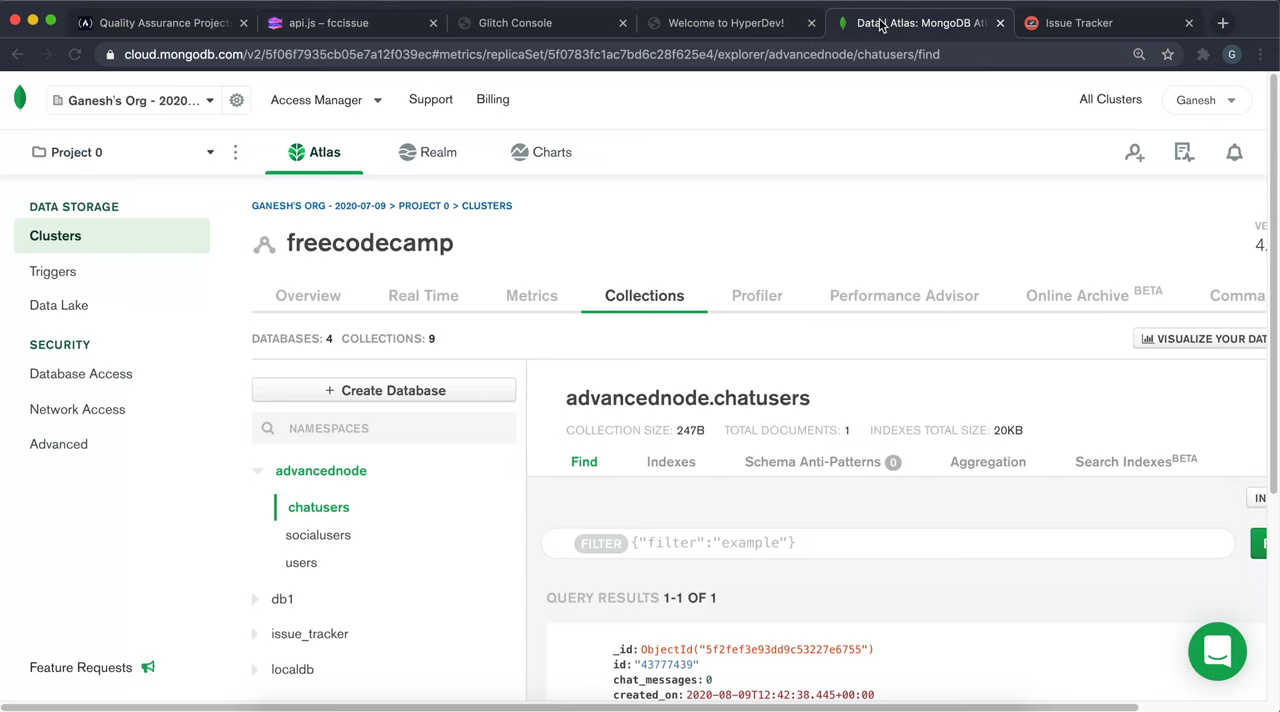 Quality Assurance Project
api.js – fccissue
Glitch Console
Welcome to HyperDev!
Data | Atlas: MongoDB Atl
Issue Tracker
cloud.mongodb.com/v2/5f06f7935cb05e7a12f039ec#metrics/replicaSet/5f0783fc1ac7bd6c28f625e4/explorer/advancednode/chatusers/find
G
Ganesh's Org - 2020...
Access Manager
Support
Billing
All Clusters
Ganesh
Project 0
Atlas
Realm
Charts
DATA STORAGE
Clusters
Triggers
Data Lake
SECURITY
Database Access
Network Access
Advanced
Feature Requests
GANESH'S ORG - 2020-07-09 > PROJECT 0 > CLUSTERS
freecodecamp
VE
4.
Overview
Real Time
Metrics
Collections
Profiler
Performance Advisor
Online Archive BETA
Comma
DATABASES: 4 COLLECTIONS: 9
VISUALIZE YOUR DAT
+ Create Database
NAMESPACES
advancednode
chatusers
socialusers
users
db1
issue_tracker
localdb
advancednode.chatusers
COLLECTION SIZE: 247B TOTAL DOCUMENTS: 1 INDEXES TOTAL SIZE: 20KB
Find
Indexes
Schema Anti-Patterns 0
Aggregation
Search Indexes BETA
IN
FILTER {"filter":"example"}
QUERY RESULTS 1-1 OF 1
_id: ObjectId("5f2fef3e93dd9c53227e6755")
id: "43777439"
chat_messages: 0
created_on: 2020-08-09T12:42:38.445+00:00